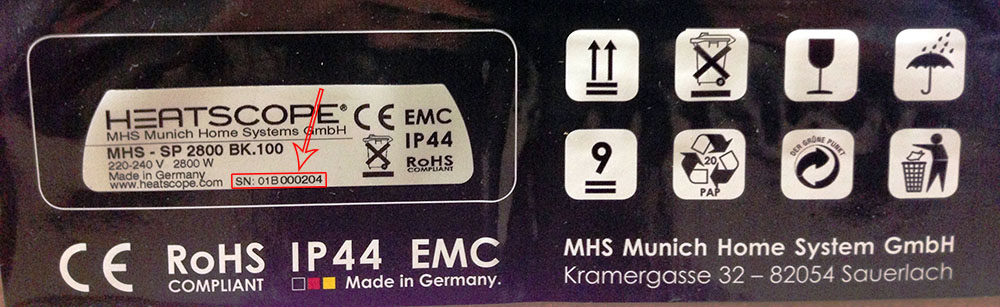 HEATSCOPE®
MHS Munich Home Systems GmbH
MHS - SP 2800 BK.100
220-240 V 2800 W
Made in Germany
www.heatscope.com
SN: 01B000204
CE EMC
IP44
RoHS
COMPLIANT
9
20
PAP
DER GRÜNE PUNKT
CE RoHS
COMPLIANT
IP44 EMC
Made in Germany.
MHS Munich Home System GmbH
Kramergasse 32 – 82054 Sauerlach